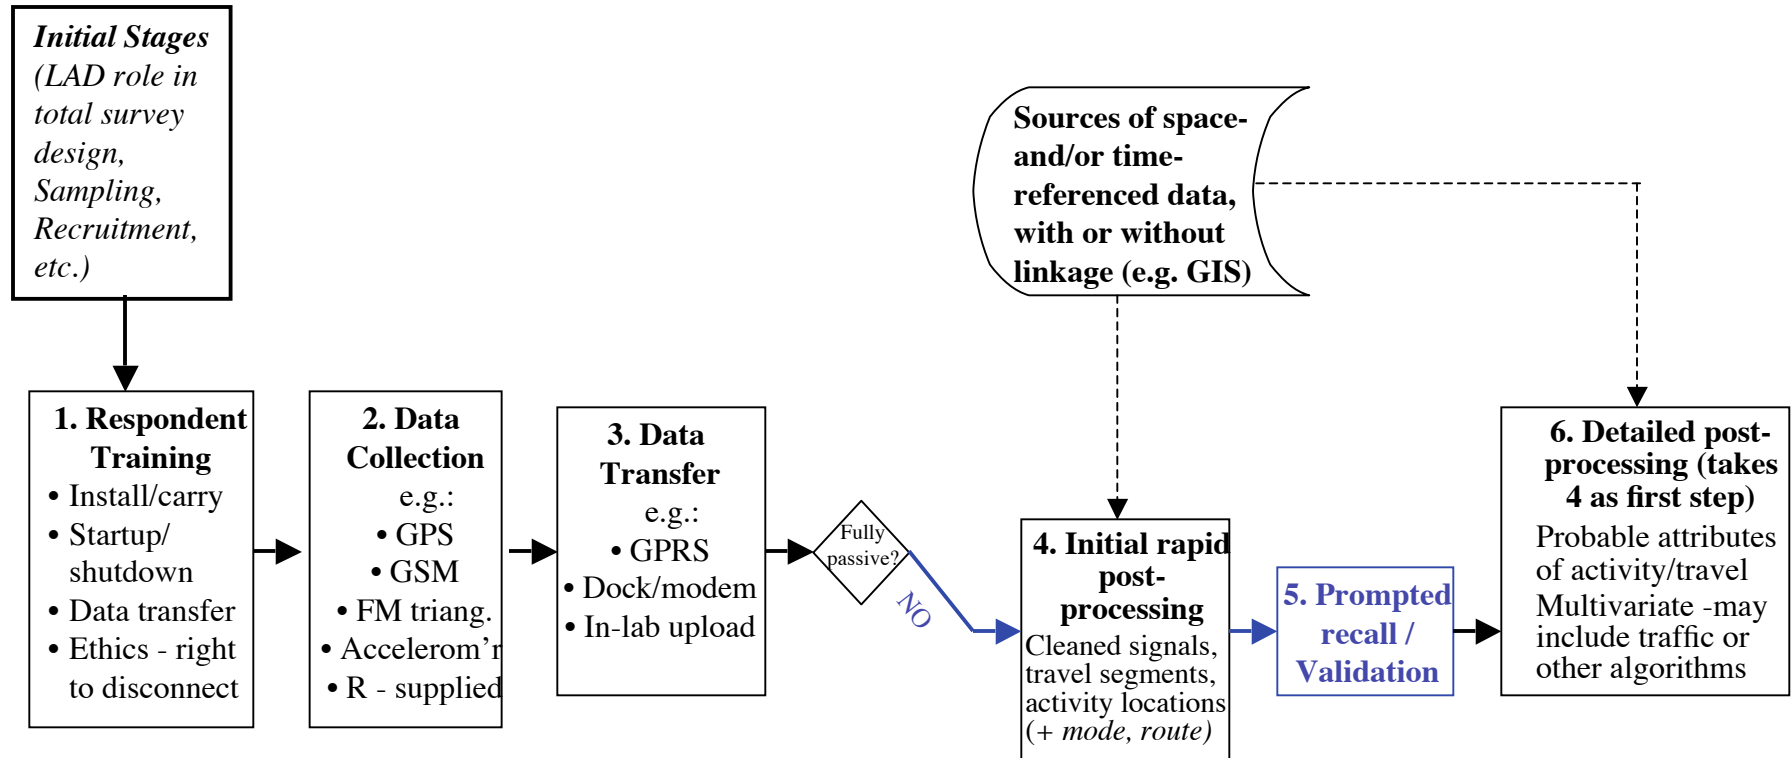 Initial Stages
(LAD role in
total survey
design,
Sampling,
Recruitment,
etc.)
Sources of space-
and/or time-
referenced data,
with or without
linkage (e.g. GIS)
1. Respondent
Training
• Install/carry
• Startup/
shutdown
• Data transfer
• Ethics - right
to disconnect
2. Data
Collection
e.g.:
• GPS
• GSM
• FM triang.
• Accelerom'r
• R - supplied
3. Data
Transfer
e.g.:
• GPRS
• Dock/modem
• In-lab upload
Fully
passive?
NO
4. Initial rapid
post-
processing
Cleaned signals,
travel segments,
activity locations
(+ mode, route)
5. Prompted
recall /
Validation
6. Detailed post-
processing (takes
4 as first step)
Probable attributes
of activity/travel
Multivariate -may
include traffic or
other algorithms